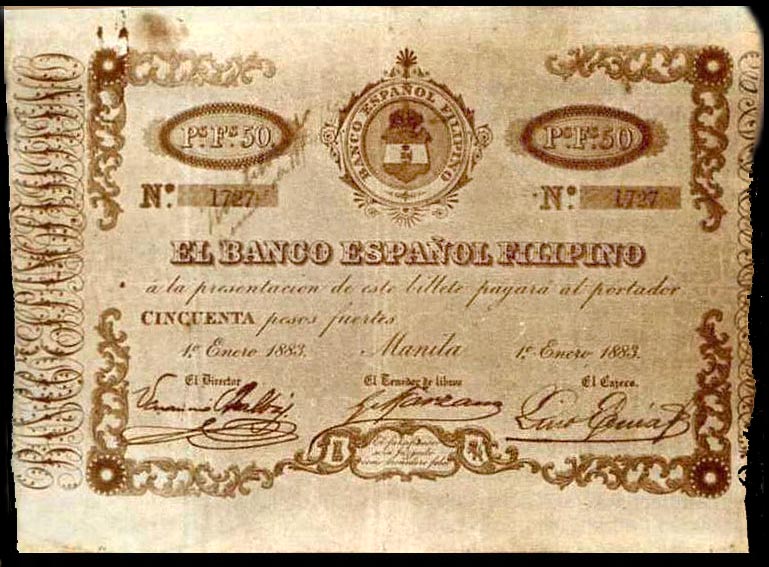 BANCO ESPAÑOL FILIPINO
Ps. Fs. 50. Ps. Fs. 50
No. 1727 No. 1727
EL BANCO ESPAÑOL FILIPINO
á la presentacion de este billete pagará al portador
CINCUENTA pesos fuertes
1º Enero 1883. Manila 1º Enero 1883.
El Director El Tenedor de libros El Cajero.